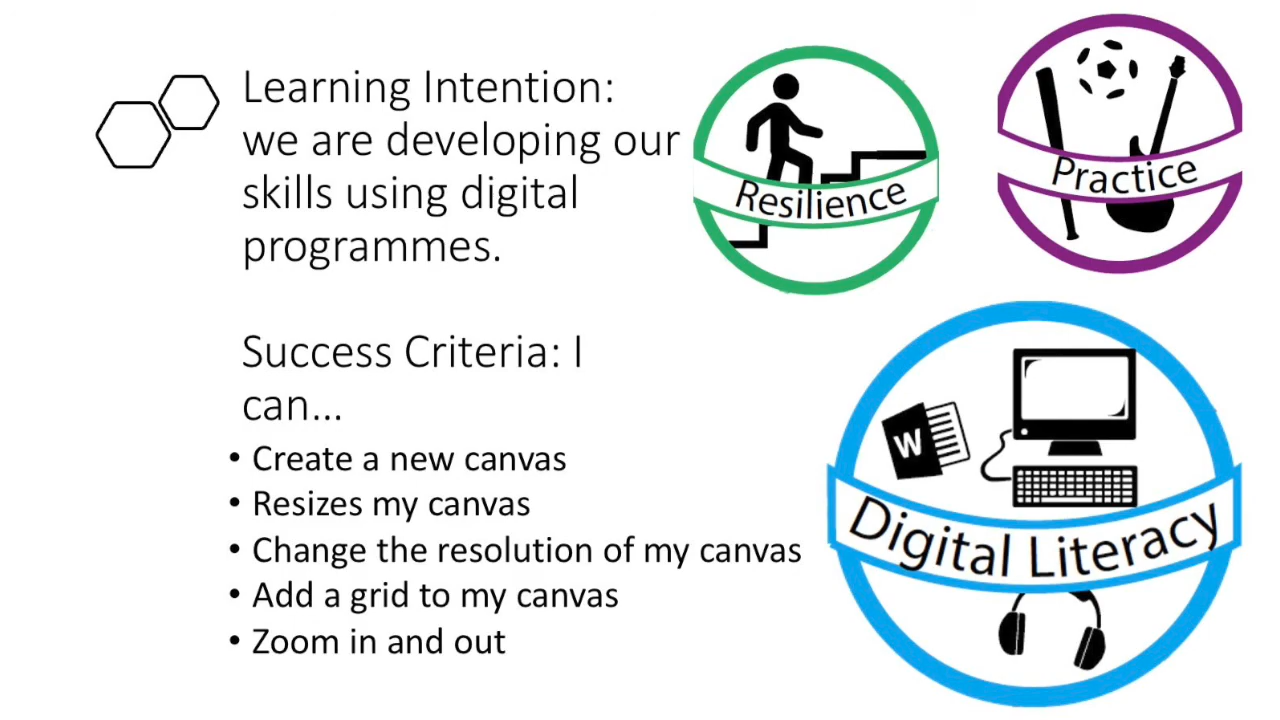 Learning Intention:
we are developing our
skills using digital
programmes.
Success Criteria: I
can...
• Create a new canvas
• Resizes my canvas
• Change the resolution of my canvas
• Add a grid to my canvas
• Zoom in and out
Resilience
Practice
W
Digital Literacy